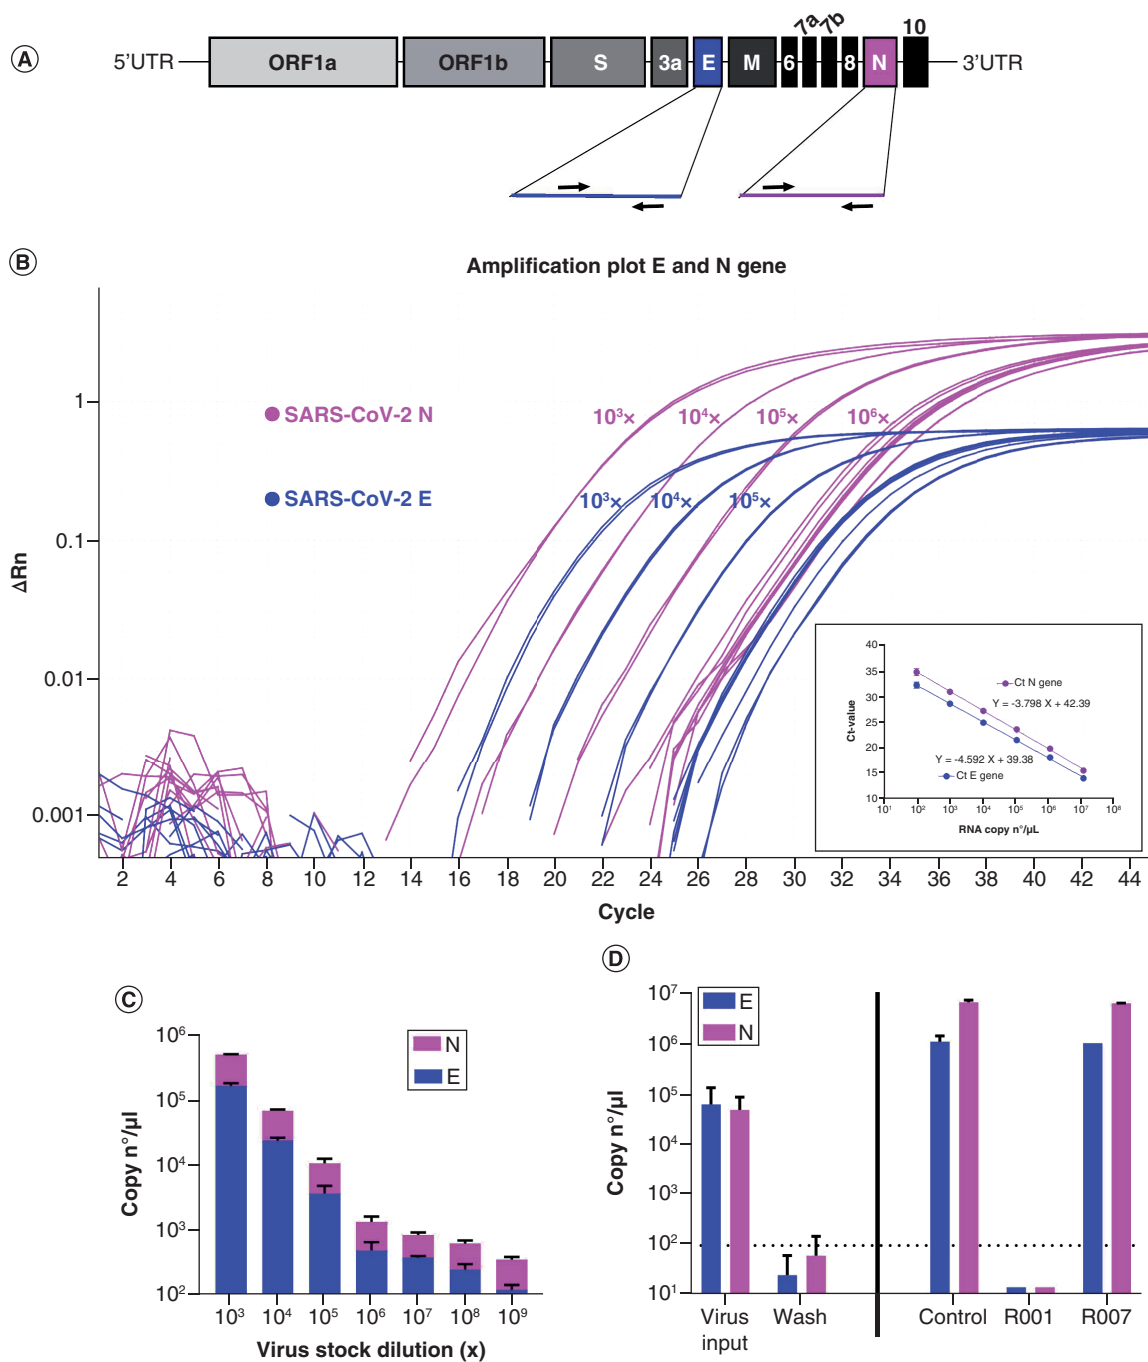 A
5’UTR ORF1a ORF1b S 3a E M 6 7a 7b 8 N 10 3’UTR
B
Amplification plot E and N gene
ΔRn
1
0.1
0.01
0.001
SARS-CoV-2 N
10³× 10⁴× 10⁵× 10⁶×
SARS-CoV-2 E
10³× 10⁴× 10⁵×
2 4 6 8 10 12 14 16 18 20 22 24 26 28 30 32 34 36 38 40 42 44
Cycle
Ct-value
40
35
30
25
20
15
10
Ct N gene
Y = -3.798 X + 42.39
Y = -4.592 X + 39.38
Ct E gene
10¹ 10² 10³ 10⁴ 10⁵ 10⁶ 10⁷ 10⁸
RNA copy n°/µL
C
Copy n°/µl
10⁶
10⁵
10⁴
10³
10²
N
E
10³ 10⁴ 10⁵ 10⁶ 10⁷ 10⁸ 10⁹
Virus stock dilution (x)
D
Copy n°/µl
10⁷
10⁶
10⁵
10⁴
10³
10²
10¹
E
N
Virus Wash Control R001 R007
input